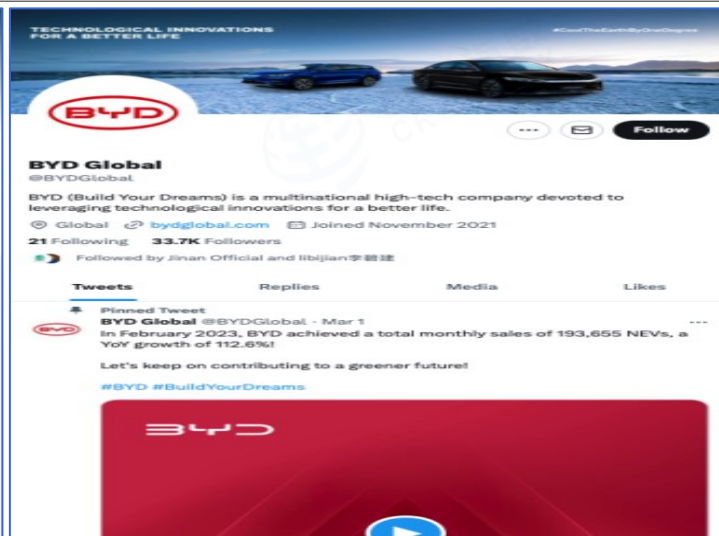 TECHNOLOGICAL INNOVATIONS
FOR A BETTER LIFE
#CoolTheEarthByOneDegree
BYD
Follow
BYD Global
@BYDGlobal
BYD (Build Your Dreams) is a multinational high-tech company devoted to
leveraging technological innovations for a better life.
Global bydglobal.com Joined November 2021
21 Following 33.7K Followers
Followed by Jinan Official and libijian李碧建
Tweets Replies Media Likes
Pinned Tweet
BYD Global @BYDGlobal · Mar 1
In February 2023, BYD achieved a total monthly sales of 193,655 NEVs, a
YoY growth of 112.6%!
Let's keep on contributing to a greener future!
#BYD #BuildYourDreams
BYD
BYD